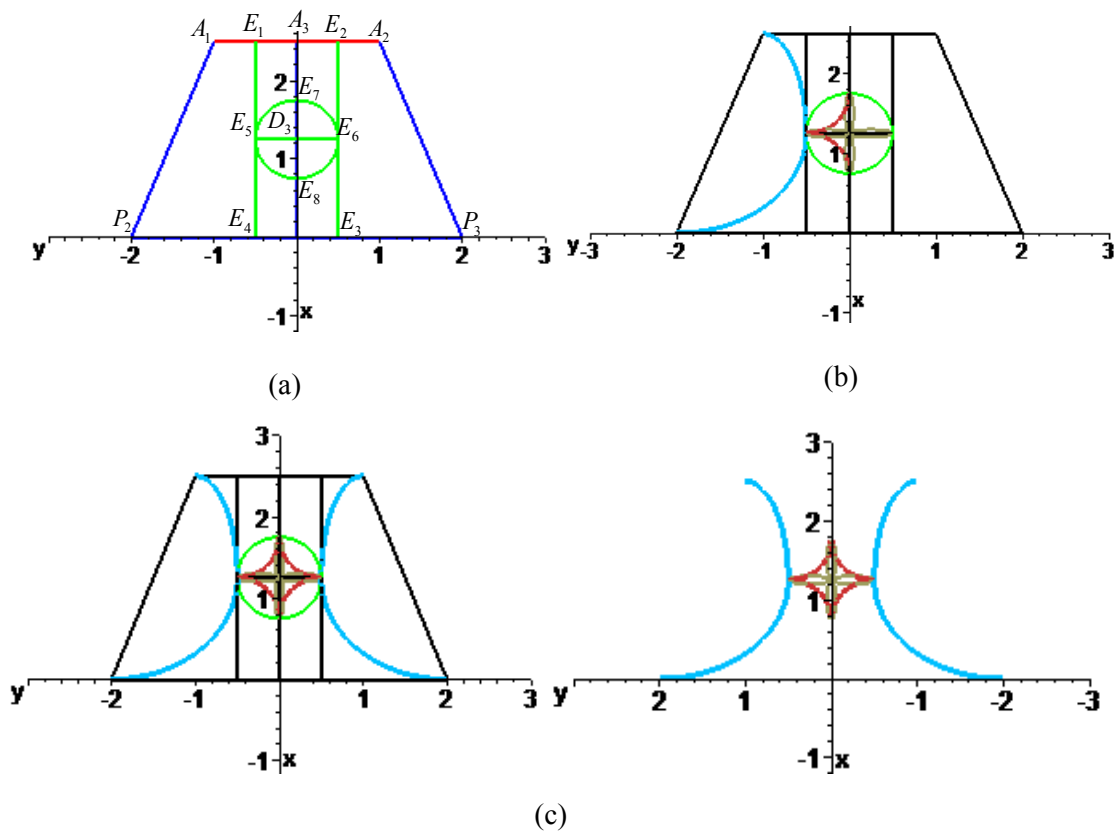 A₁ E₁ A₃ E₂ A₂
2
E₇
E₅ D₃ E₆
1
E₈
P₂ E₄ E₃ P₃
y -2 -1 1 2 3
-1 x
(a)
2
1
y -3 -2 -1 1 2 3
-1 x
(b)
3
2
1
y -2 -1 1 2 3
-1 x
3
2
1
y 2 1 -1 -2 -3
-1 x
(c)